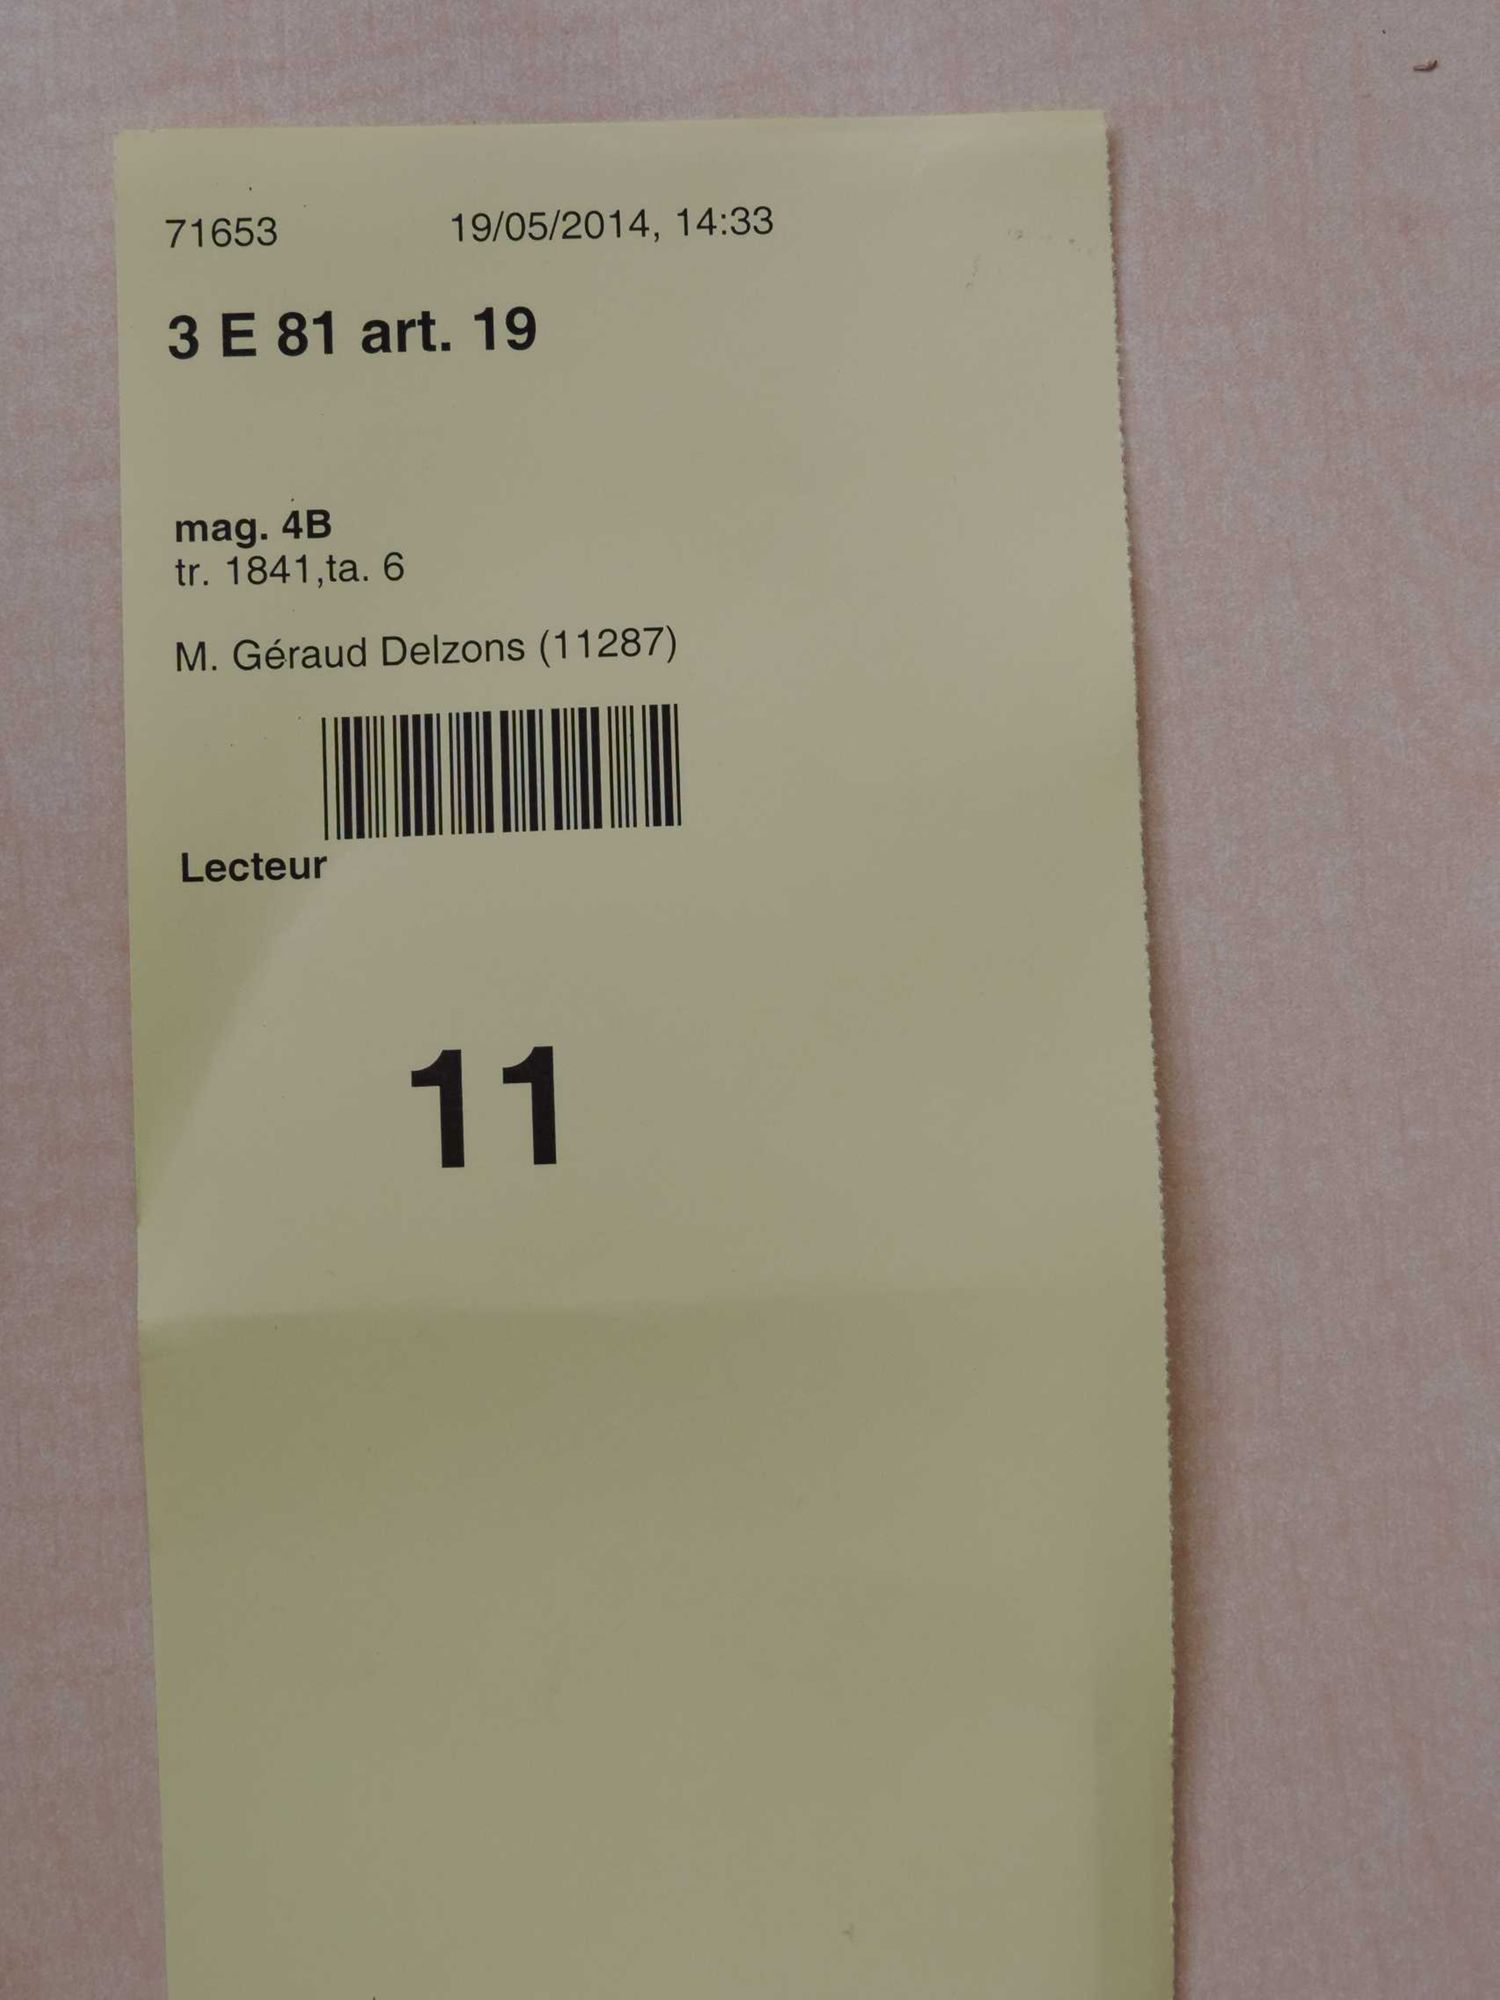 71653 19/05/2014, 14:33
3 E 81 art. 19
mag. 4B
tr. 1841,ta. 6
M. Géraud Delzons (11287)
Lecteur
11